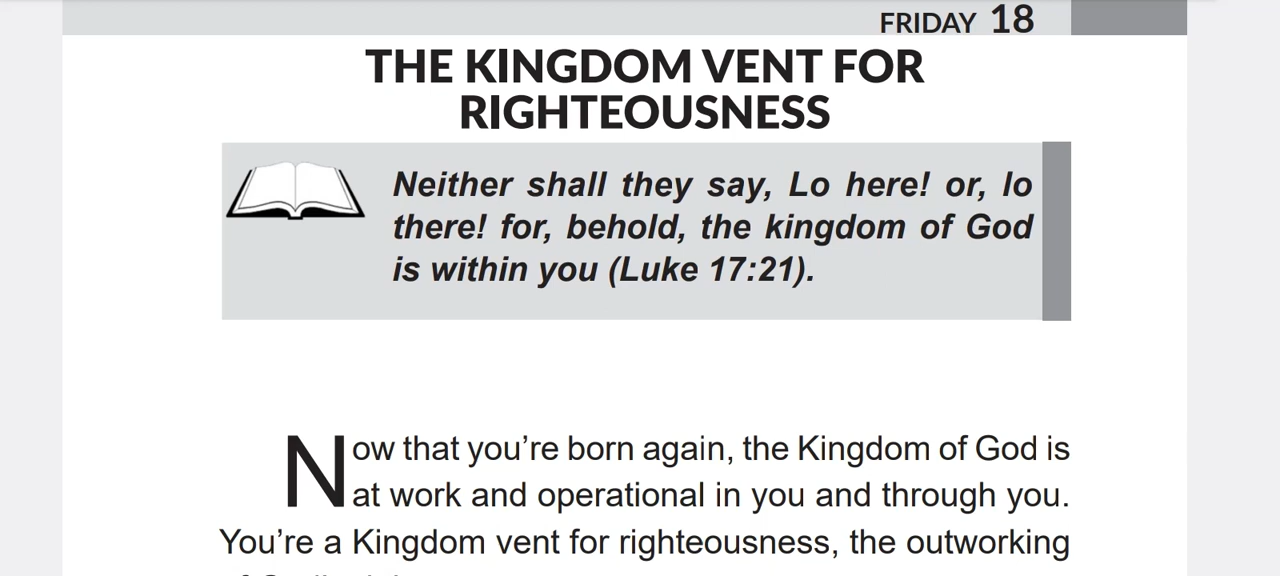 FRIDAY 18
THE KINGDOM VENT FOR
RIGHTEOUSNESS
Neither shall they say, Lo here! or, lo
there! for, behold, the kingdom of God
is within you (Luke 17:21).
Now that you’re born again, the Kingdom of God is
at work and operational in you and through you.
You’re a Kingdom vent for righteousness, the outworking